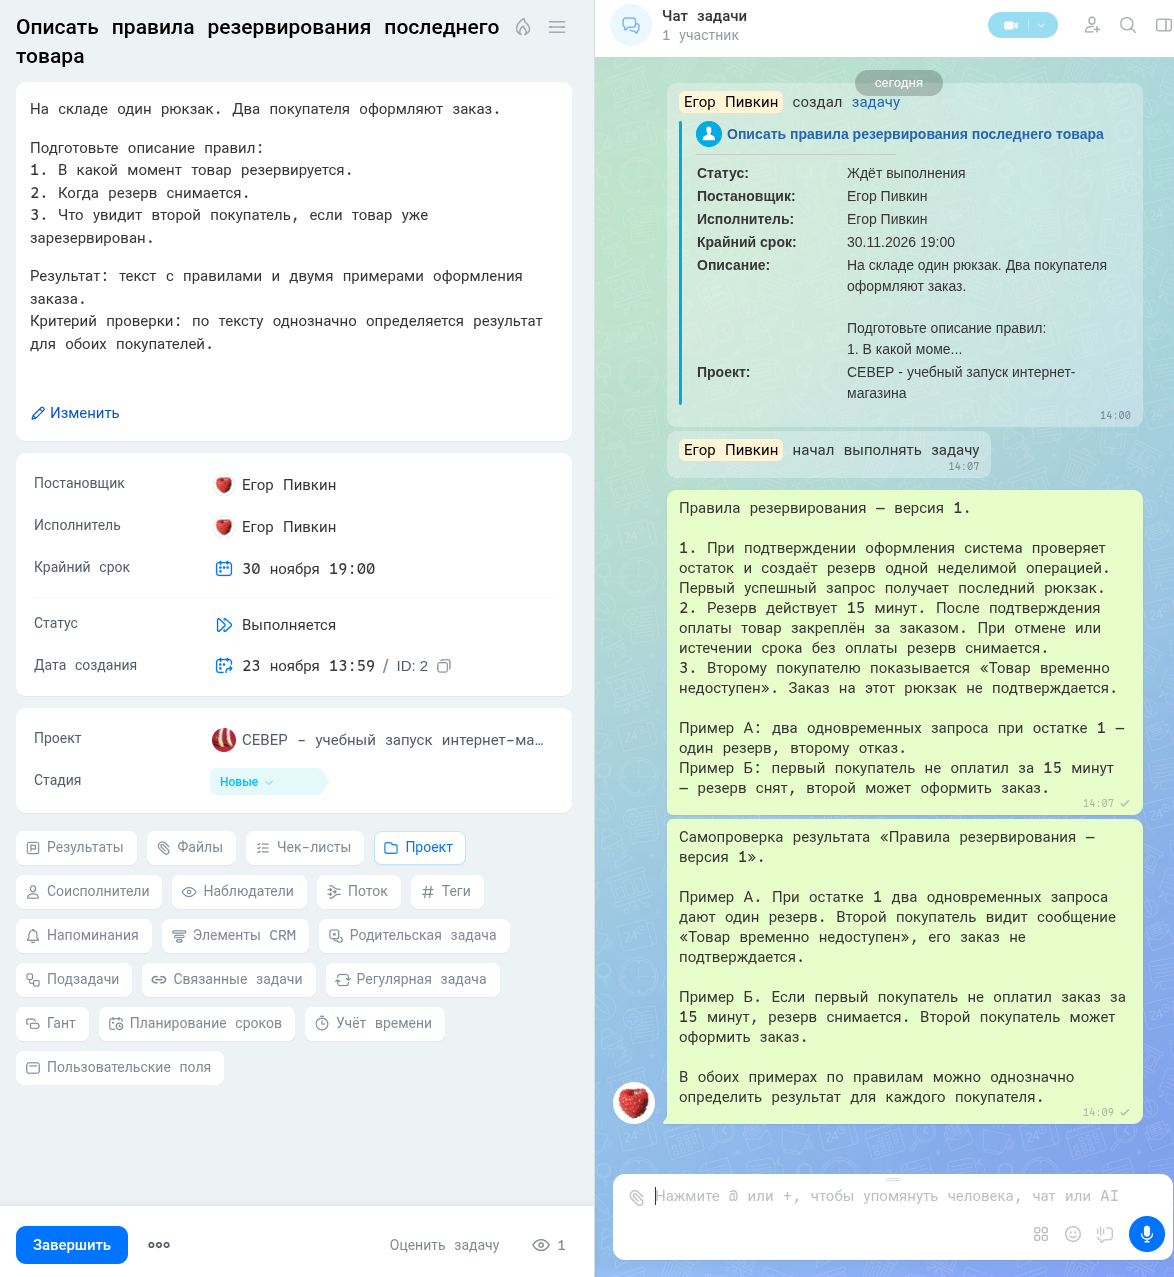 Описать правила резервирования последнего
товара
На складе один рюкзак. Два покупателя оформляют заказ.
Подготовьте описание правил:
1. В какой момент товар резервируется.
2. Когда резерв снимается.
3. Что увидит второй покупатель, если товар уже
зарезервирован.
Результат: текст с правилами и двумя примерами оформления
заказа.
Критерий проверки: по тексту однозначно определяется результат
для обоих покупателей.
Изменить
Постановщик Егор Пивкин
Исполнитель Егор Пивкин
Крайний срок 30 ноября 19:00
Статус Выполняется
Дата создания 23 ноября 13:59 / ID: 2
Проект СЕВЕР - учебный запуск интернет-ма…
Стадия Новые
Результаты Файлы Чек-листы Проект
Соисполнители Наблюдатели Поток Теги
Напоминания Элементы CRM Родительская задача
Подзадачи Связанные задачи Регулярная задача
Гант Планирование сроков Учёт времени
Пользовательские поля
Завершить Оценить задачу 1
Чат задачи
1 участник
сегодня
Егор Пивкин создал задачу
Описать правила резервирования последнего товара
Статус: Ждёт выполнения
Постановщик: Егор Пивкин
Исполнитель: Егор Пивкин
Крайний срок: 30.11.2026 19:00
Описание: На складе один рюкзак. Два покупателя
оформляют заказ.
Подготовьте описание правил:
1. В какой моме...
Проект: СЕВЕР - учебный запуск интернет-
магазина
14:00
Егор Пивкин начал выполнять задачу
14:07
Правила резервирования — версия 1.
1. При подтверждении оформления система проверяет
остаток и создаёт резерв одной неделимой операцией.
Первый успешный запрос получает последний рюкзак.
2. Резерв действует 15 минут. После подтверждения
оплаты товар закреплён за заказом. При отмене или
истечении срока без оплаты резерв снимается.
3. Второму покупателю показывается «Товар временно
недоступен». Заказ на этот рюкзак не подтверждается.
Пример А: два одновременных запроса при остатке 1 —
один резерв, второму отказ.
Пример Б: первый покупатель не оплатил за 15 минут
— резерв снят, второй может оформить заказ.
14:07
Самопроверка результата «Правила резервирования —
версия 1».
Пример А. При остатке 1 два одновременных запроса
дают один резерв. Второй покупатель видит сообщение
«Товар временно недоступен», его заказ не
подтверждается.
Пример Б. Если первый покупатель не оплатил заказ за
15 минут, резерв снимается. Второй покупатель может
оформить заказ.
В обоих примерах по правилам можно однозначно
определить результат для каждого покупателя.
14:09
Нажмите @ или +, чтобы упомянуть человека, чат или AI